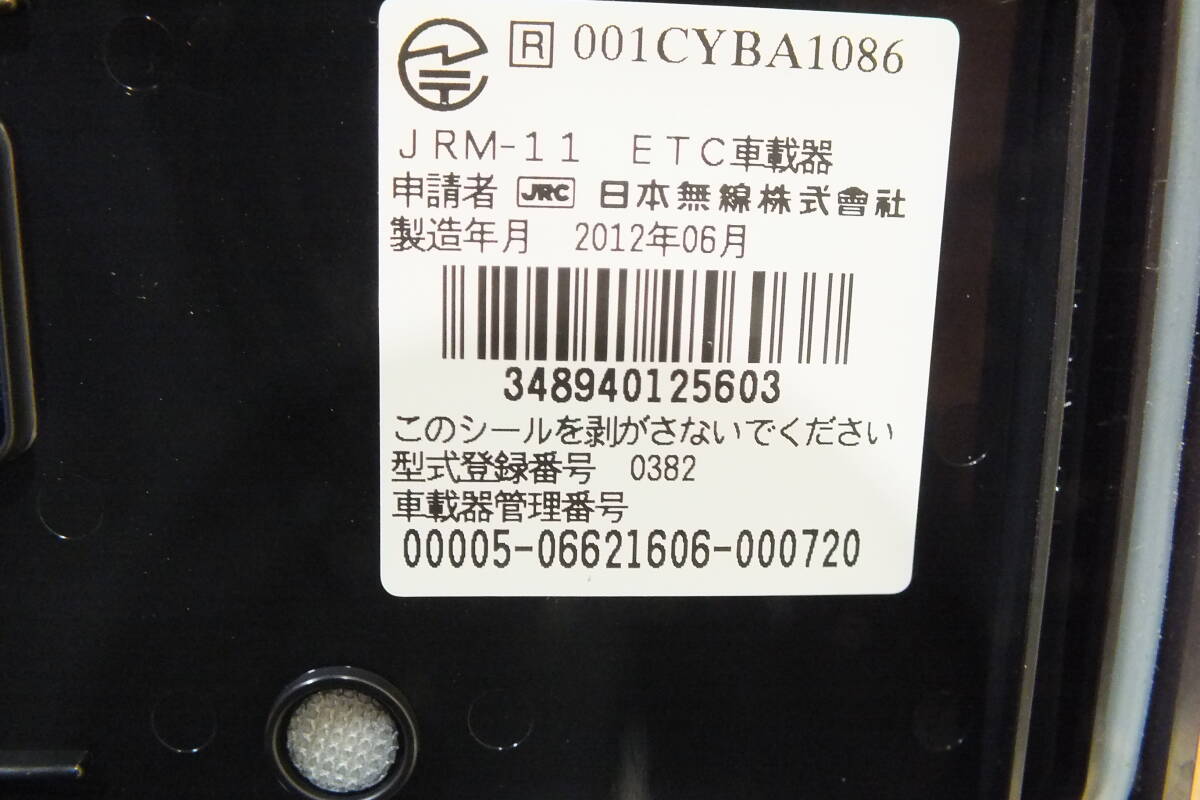 R 001CYBA1086
JRM-11 ETC車載器
申請者 JRC 日本無線株式會社
製造年月 2012年06月
348940125603
このシールを剥がさないでください
型式登録番号 0382
車載器管理番号
00005-06621606-000720